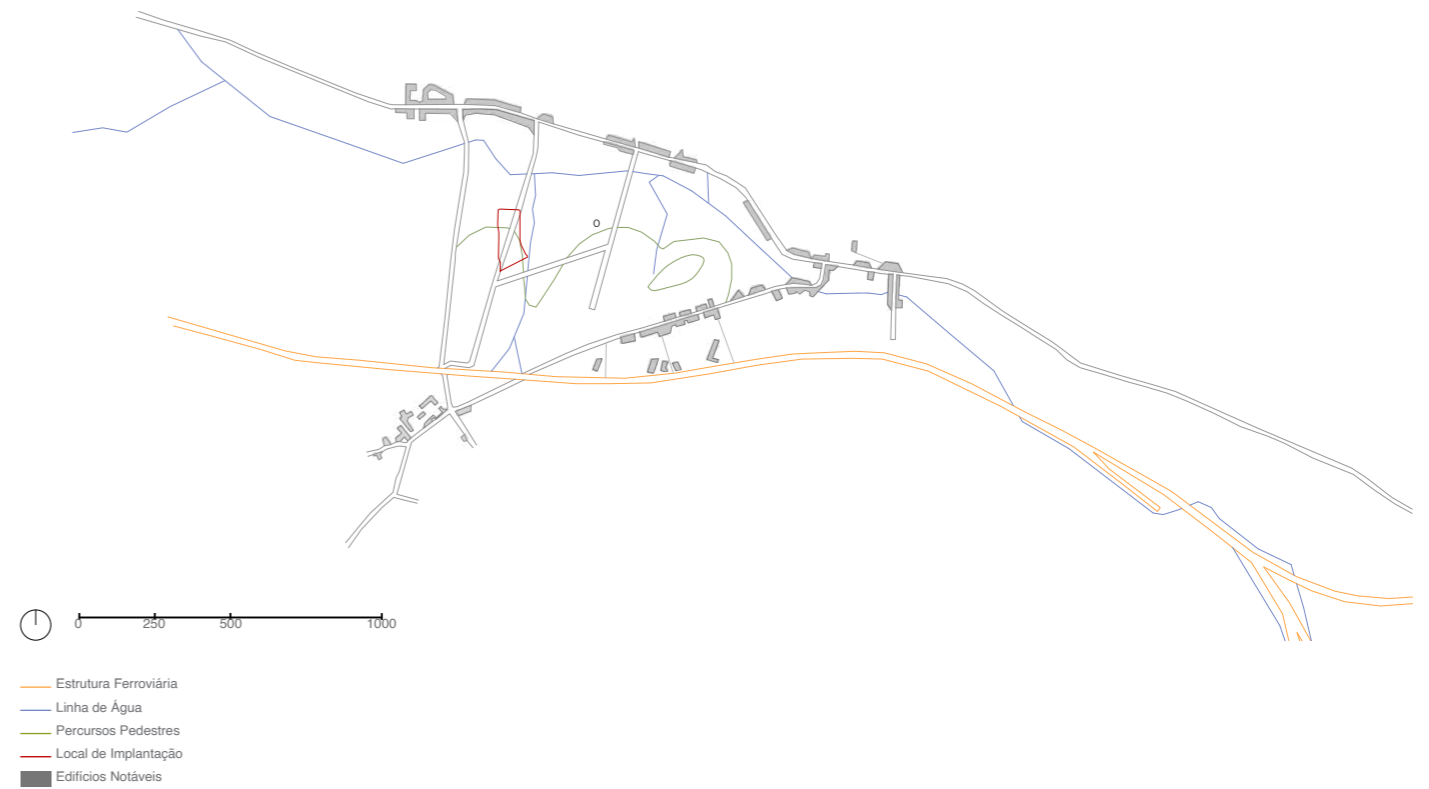 O
0 250 500 1000
Estrutura Ferroviária
Linha de Água
Percursos Pedestres
Local de Implantação
Edifícios Notáveis